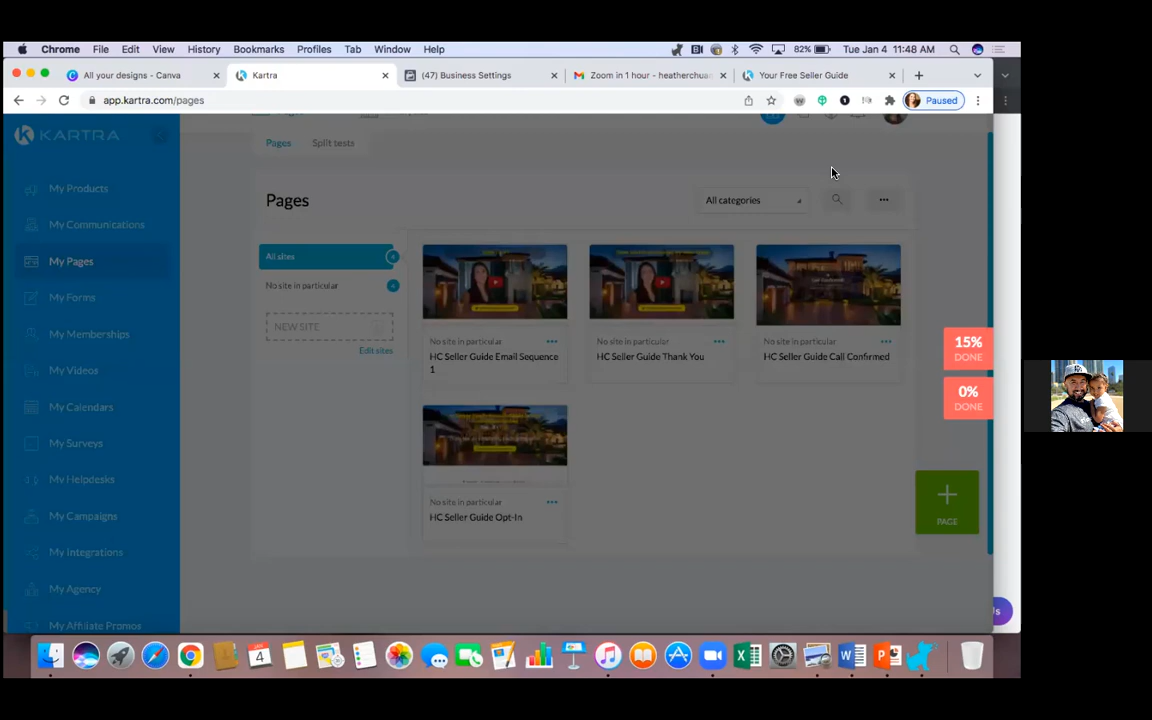 Chrome File Edit View History Bookmarks Profiles Tab Window Help 82% Tue Jan 4 11:48 AM
All your designs - Canva Kartra (47) Business Settings Zoom in 1 hour - heatherchuan Your Free Seller Guide
app.kartra.com/pages Paused
KARTRA
Pages Split tests
My Products
My Communications
My Pages
My Forms
My Memberships
My Videos
My Calendars
My Surveys
My Helpdesks
My Campaigns
My Integrations
My Agency
My Affiliate Promos
Pages All categories
All sites 4
No site in particular 4
NEW SITE
Edit sites
No site in particular
HC Seller Guide Email Sequence
1
No site in particular
HC Seller Guide Thank You
No site in particular
HC Seller Guide Call Confirmed
No site in particular
HC Seller Guide Opt-In
15%
DONE
0%
DONE
PAGE
4